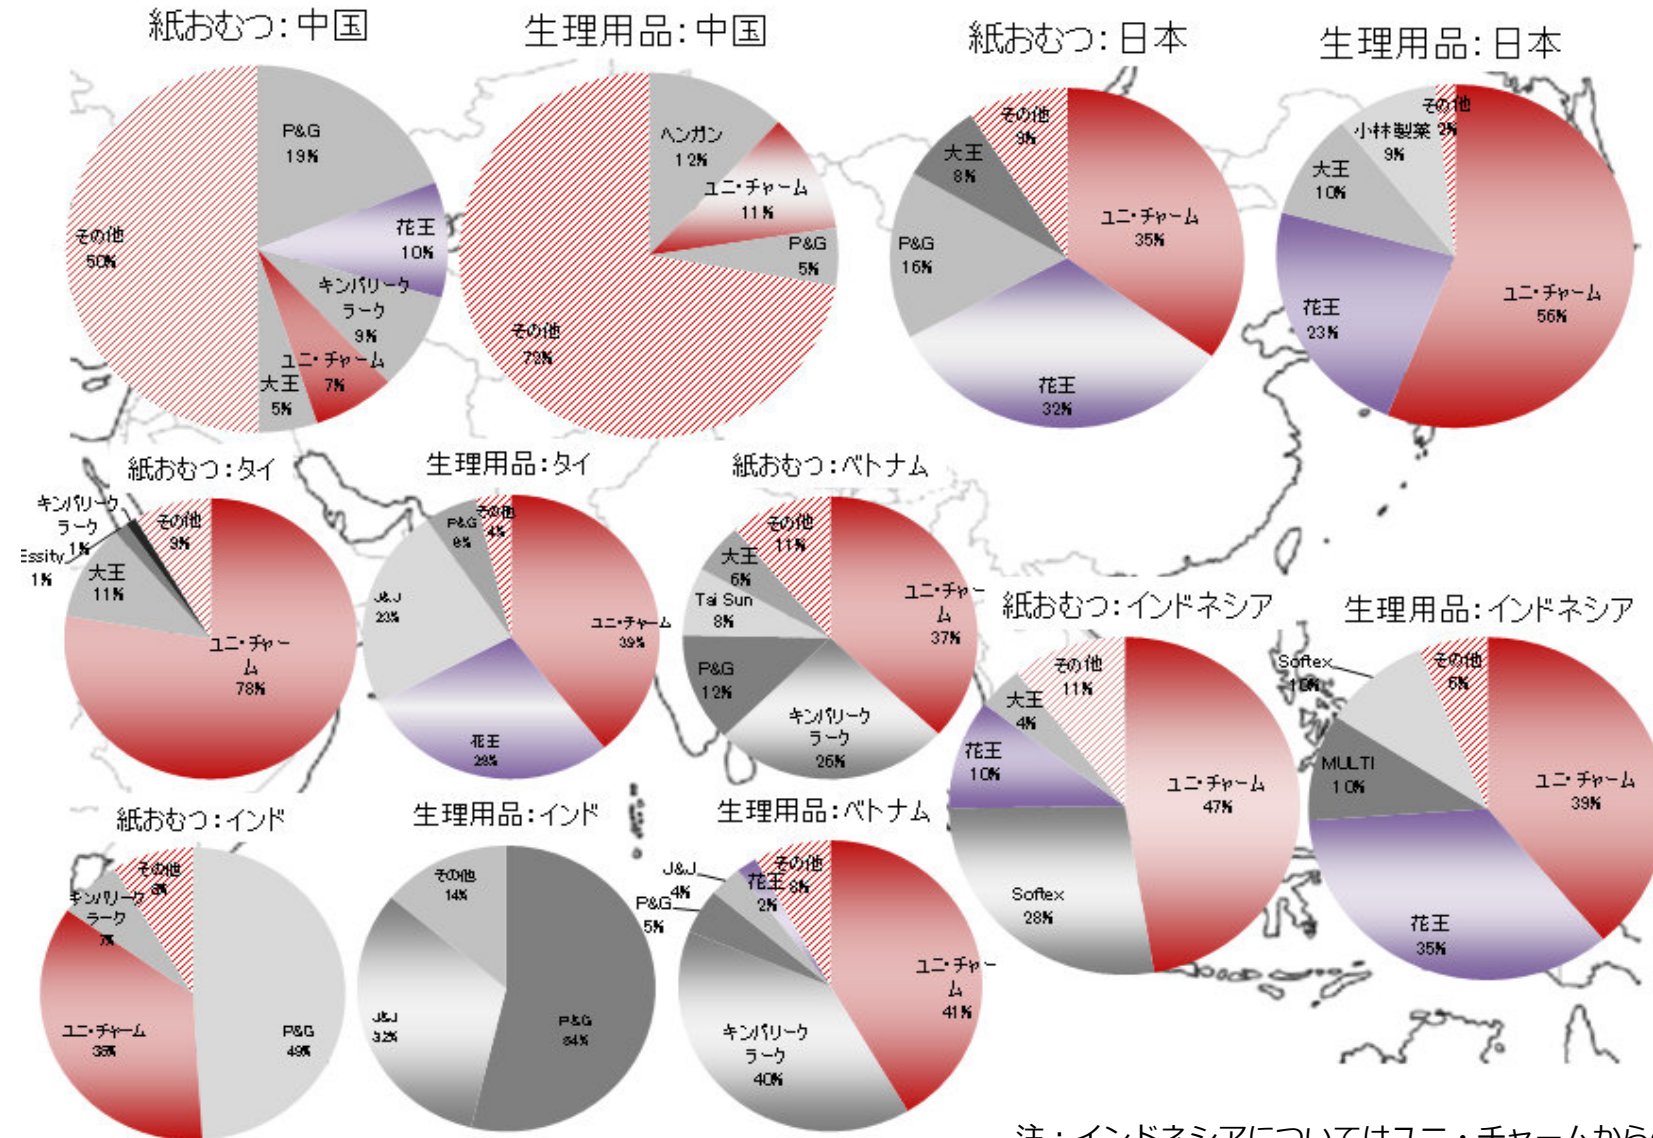 紙おむつ：中国
P&G
19%
花王
10%
キンバリーク
ラーク
9%
ユニ・チャーム
7%
大王
5%
その他
50%
生理用品：中国
ヘンガン
12%
ユニ・チャーム
11%
P&G
5%
その他
紙おむつ：日本
ユニ・チャーム
35%
花王
32%
P&G
16%
大王
8%
その他
9%
生理用品：日本
ユニ・チャーム
56%
花王
23%
大王
10%
小林製薬
9%
その他
2%
紙おむつ：タイ
ユニ・チャー
ム
78%
大王
11%
Essity
1%
キンバリーク
ラーク
1%
その他
9%
生理用品：タイ
ユニ・チャーム
39%
花王
J&J
23%
P&G
その他
4%
紙おむつ：ベトナム
ユニ・チャー
ム
37%
キンバリーク
ラーク
26%
P&G
12%
Tai Sun
8%
大王
6%
その他
11%
紙おむつ：インドネシア
ユニ・チャーム
47%
Softex
28%
花王
10%
大王
4%
その他
11%
生理用品：インドネシア
ユニ・チャーム
39%
花王
35%
MULTI
10%
Softex
その他
6%
紙おむつ：インド
P&G
49%
ユニ・チャーム
キンバリーク
ラーク
7%
その他
生理用品：インド
P&G
54%
J&J
32%
その他
14%
生理用品：ベトナム
ユニ・チャー
ム
41%
キンバリーク
ラーク
40%
P&G
5%
J&J
4%
花王
2%
その他
8%
注：インドネシアについてはユニ・チャームから